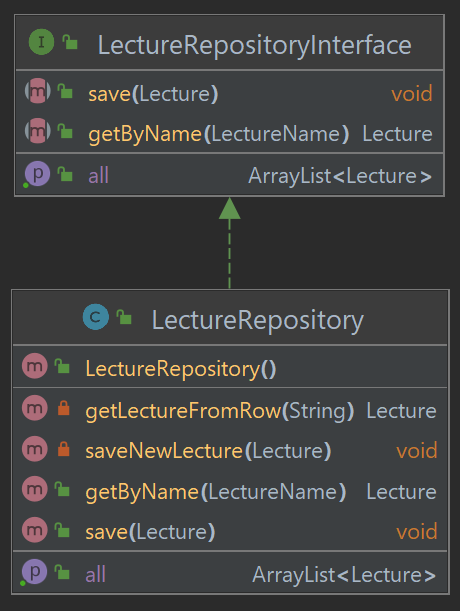 I LectureRepositoryInterface
m save(Lecture) void
m getByName(LectureName) Lecture
p all ArrayList<Lecture>
C LectureRepository
m LectureRepository()
m getLectureFromRow(String) Lecture
m saveNewLecture(Lecture) void
m getByName(LectureName) Lecture
m save(Lecture) void
p all ArrayList<Lecture>